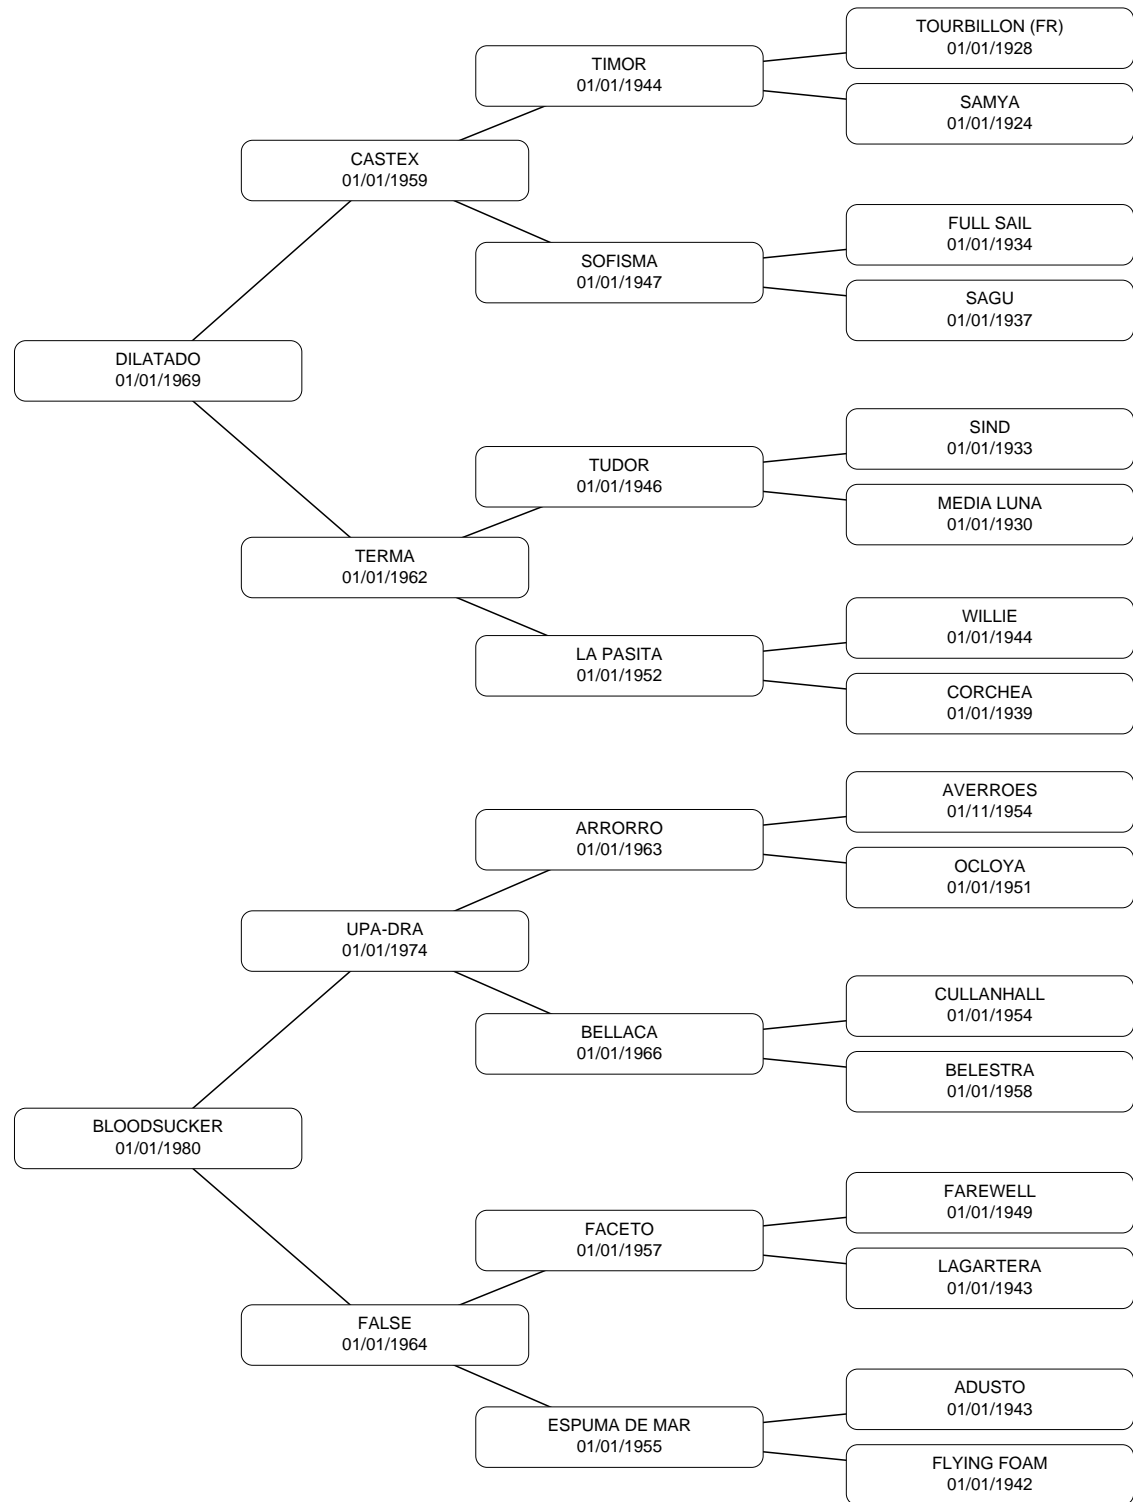 TOURBILLON (FR)
01/01/1928
TIMOR
01/01/1944
SAMYA
01/01/1924
CASTEX
01/01/1959
FULL SAIL
01/01/1934
SOFISMA
01/01/1947
SAGU
01/01/1937
DILATADO
01/01/1969
SIND
01/01/1933
TUDOR
01/01/1946
MEDIA LUNA
01/01/1930
TERMA
01/01/1962
WILLIE
01/01/1944
LA PASITA
01/01/1952
CORCHEA
01/01/1939
AVERROES
01/11/1954
ARRORRO
01/01/1963
OCLOYA
01/01/1951
UPA-DRA
01/01/1974
CULLANHALL
01/01/1954
BELLACA
01/01/1966
BELESTRA
01/01/1958
BLOODSUCKER
01/01/1980
FAREWELL
01/01/1949
FACETO
01/01/1957
LAGARTERA
01/01/1943
FALSE
01/01/1964
ADUSTO
01/01/1943
ESPUMA DE MAR
01/01/1955
FLYING FOAM
01/01/1942